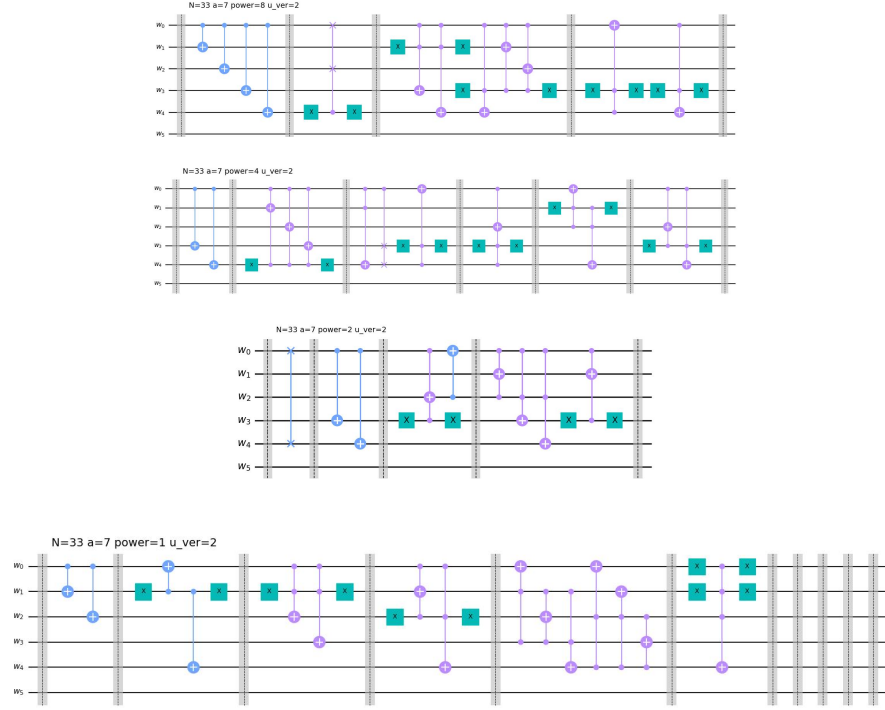 N=33 a=7 power=8 u_ver=2
w₀
w₁ X X
w₂
w₃ X X X X X X
w₄ X X
w₅
N=33 a=7 power=4 u_ver=2
w₀
w₁ X X
w₂
w₃ X X X X X X
w₄ X X
w₅
N=33 a=7 power=2 u_ver=2
w₀
w₁
w₂
w₃ X X X X
w₄
w₅
N=33 a=7 power=1 u_ver=2
w₀ X X
w₁ X X X X X X
w₂ X X
w₃
w₄
w₅